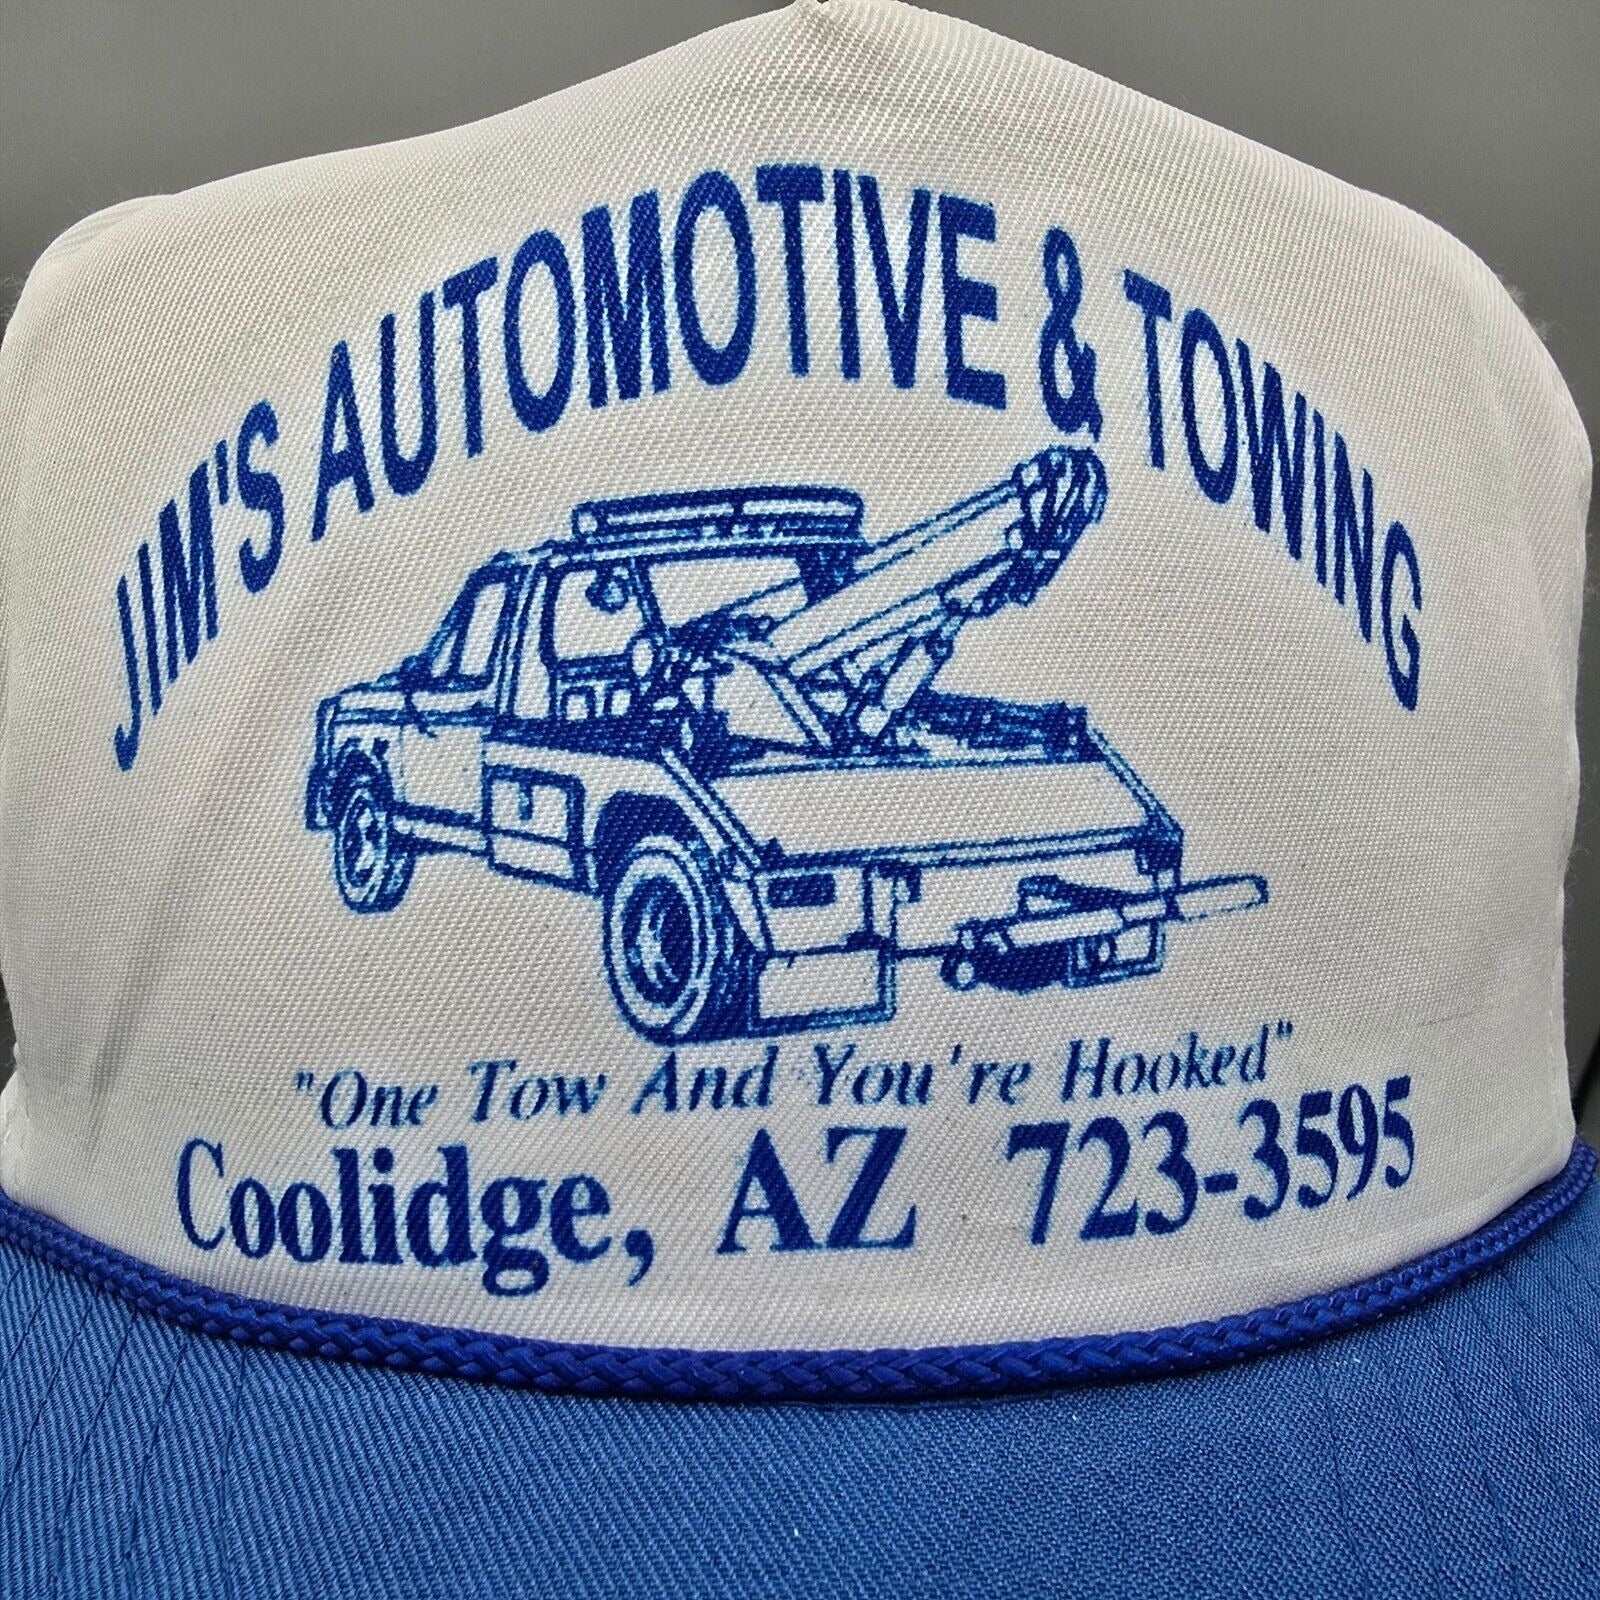 JIM'S AUTOMOTIVE & TOWING
"One Tow And You're Hooked"
Coolidge, AZ 723-3595